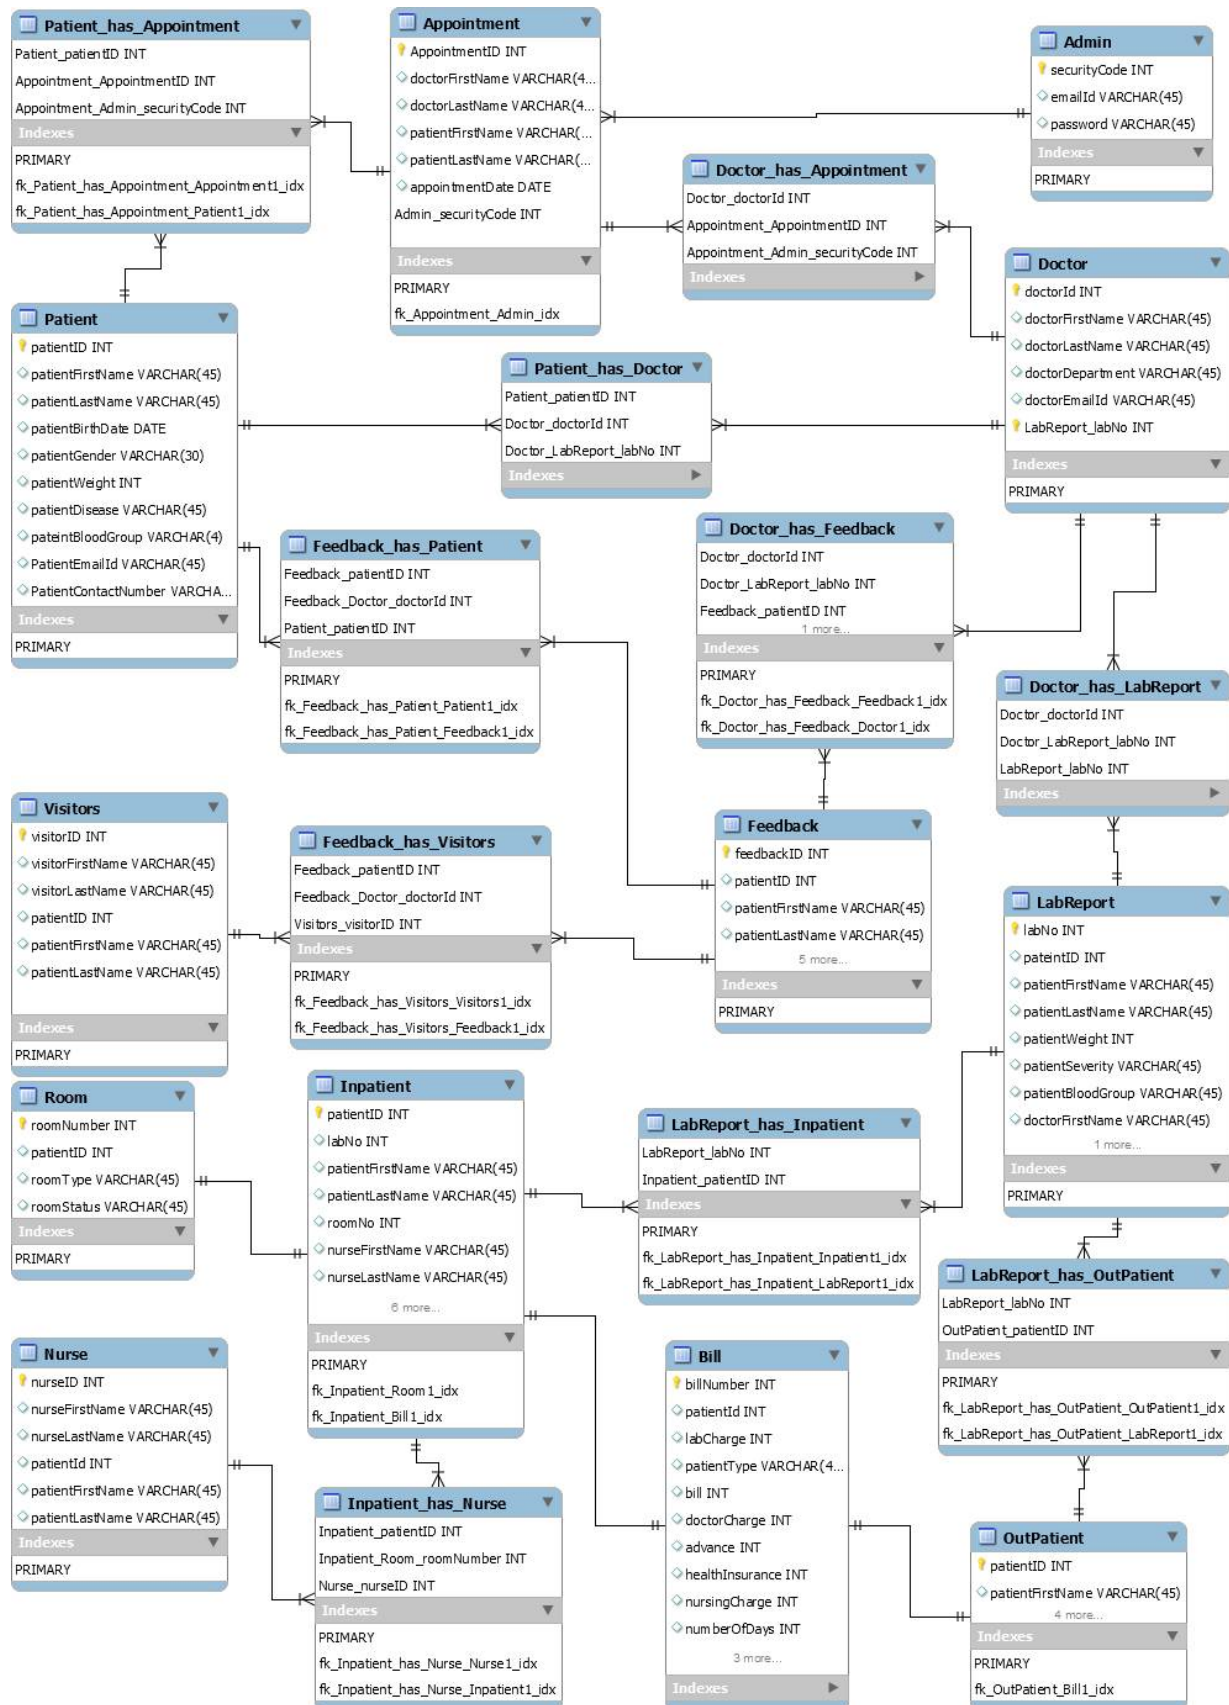 Patient_has_Appointment
Patient_patientID INT
Appointment_AppointmentID INT
Appointment_Admin_securityCode INT
Indexes
PRIMARY
fk_Patient_has_Appointment_Appointment1_idx
fk_Patient_has_Appointment_Patient1_idx
Appointment
AppointmentID INT
doctorFirstName VARCHAR(4...
doctorLastName VARCHAR(4...
patientFirstName VARCHAR(...
patientLastName VARCHAR(...
appointmentDate DATE
Admin_securityCode INT
Indexes
PRIMARY
fk_Appointment_Admin_idx
Admin
securityCode INT
emailId VARCHAR(45)
password VARCHAR(45)
Indexes
PRIMARY
Doctor_has_Appointment
Doctor_doctorId INT
Appointment_AppointmentID INT
Appointment_Admin_securityCode INT
Indexes
Doctor
doctorId INT
doctorFirstName VARCHAR(45)
doctorLastName VARCHAR(45)
doctorDepartment VARCHAR(45)
doctorEmailId VARCHAR(45)
LabReport_labNo INT
Indexes
PRIMARY
Patient
patientID INT
patientFirstName VARCHAR(45)
patientLastName VARCHAR(45)
patientBirthDate DATE
patientGender VARCHAR(30)
patientWeight INT
patientDisease VARCHAR(45)
pateintBloodGroup VARCHAR(4)
PatientEmailId VARCHAR(45)
PatientContactNumber VARCHA...
Indexes
PRIMARY
Patient_has_Doctor
Patient_patientID INT
Doctor_doctorId INT
Doctor_LabReport_labNo INT
Indexes
Feedback_has_Patient
Feedback_patientID INT
Feedback_Doctor_doctorId INT
Patient_patientID INT
Indexes
PRIMARY
fk_Feedback_has_Patient_Patient1_idx
fk_Feedback_has_Patient_Feedback1_idx
Doctor_has_Feedback
Doctor_doctorId INT
Doctor_LabReport_labNo INT
Feedback_patientID INT
1 more...
Indexes
PRIMARY
fk_Doctor_has_Feedback_Feedback1_idx
fk_Doctor_has_Feedback_Doctor1_idx
Doctor_has_LabReport
Doctor_doctorId INT
Doctor_LabReport_labNo INT
LabReport_labNo INT
Indexes
Visitors
visitorID INT
visitorFirstName VARCHAR(45)
visitorLastName VARCHAR(45)
patientID INT
patientFirstName VARCHAR(45)
patientLastName VARCHAR(45)
Indexes
PRIMARY
Feedback_has_Visitors
Feedback_patientID INT
Feedback_Doctor_doctorId INT
Visitors_visitorID INT
Indexes
PRIMARY
fk_Feedback_has_Visitors_Visitors1_idx
fk_Feedback_has_Visitors_Feedback1_idx
Feedback
feedbackID INT
patientID INT
patientFirstName VARCHAR(45)
patientLastName VARCHAR(45)
5 more...
Indexes
PRIMARY
LabReport
labNo INT
pateintID INT
patientFirstName VARCHAR(45)
patientLastName VARCHAR(45)
patientWeight INT
patientSeverity VARCHAR(45)
patientBloodGroup VARCHAR(45)
doctorFirstName VARCHAR(45)
1 more...
Indexes
PRIMARY
Room
roomNumber INT
patientID INT
roomType VARCHAR(45)
roomStatus VARCHAR(45)
Indexes
PRIMARY
Inpatient
patientID INT
labNo INT
patientFirstName VARCHAR(45)
patientLastName VARCHAR(45)
roomNo INT
nurseFirstName VARCHAR(45)
nurseLastName VARCHAR(45)
6 more...
Indexes
PRIMARY
fk_Inpatient_Room1_idx
fk_Inpatient_Bill1_idx
LabReport_has_Inpatient
LabReport_labNo INT
Inpatient_patientID INT
Indexes
PRIMARY
fk_LabReport_has_Inpatient_Inpatient1_idx
fk_LabReport_has_Inpatient_LabReport1_idx
LabReport_has_OutPatient
LabReport_labNo INT
OutPatient_patientID INT
Indexes
PRIMARY
fk_LabReport_has_OutPatient_OutPatient1_idx
fk_LabReport_has_OutPatient_LabReport1_idx
Nurse
nurseID INT
nurseFirstName VARCHAR(45)
nurseLastName VARCHAR(45)
patientId INT
patientFirstName VARCHAR(45)
patientLastName VARCHAR(45)
Indexes
PRIMARY
Inpatient_has_Nurse
Inpatient_patientID INT
Inpatient_Room_roomNumber INT
Nurse_nurseID INT
Indexes
PRIMARY
fk_Inpatient_has_Nurse_Nurse1_idx
fk_Inpatient_has_Nurse_Inpatient1_idx
Bill
billNumber INT
patientId INT
labCharge INT
patientType VARCHAR(4...
bill INT
doctorCharge INT
advance INT
healthInsurance INT
nursingCharge INT
numberOfDays INT
3 more...
Indexes
OutPatient
patientID INT
patientFirstName VARCHAR(45)
4 more...
Indexes
PRIMARY
fk_OutPatient_Bill1_idx